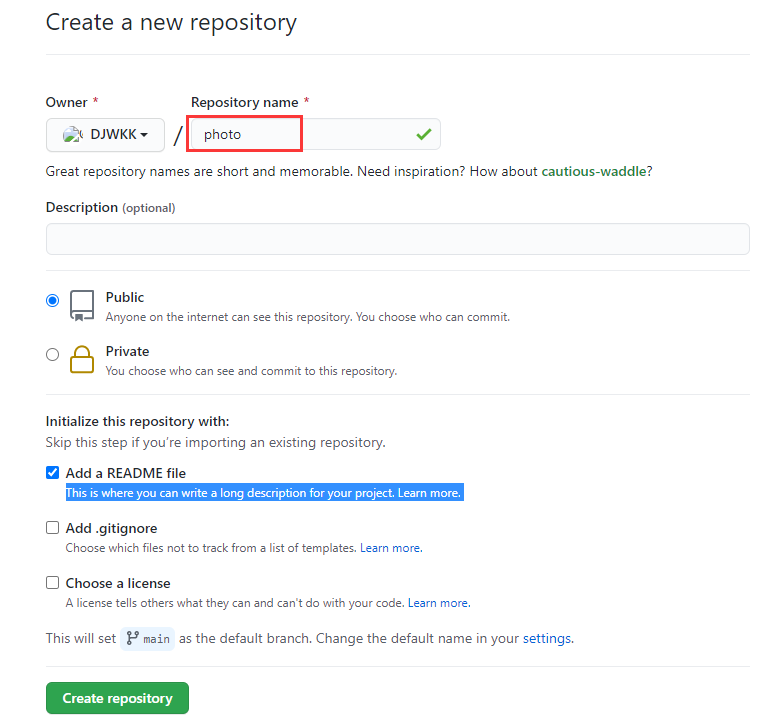 Create a new repository
Owner *
Repository name *
DJWKK
/
photo
Great repository names are short and memorable. Need inspiration? How about cautious-waddle?
Description (optional)
Public
Anyone on the internet can see this repository. You choose who can commit.
Private
You choose who can see and commit to this repository.
Initialize this repository with:
Skip this step if you're importing an existing repository.
Add a README file
This is where you can write a long description for your project. Learn more.
Add .gitignore
Choose which files not to track from a list of templates. Learn more.
Choose a license
A license tells others what they can and can't do with your code. Learn more.
This will set main as the default branch. Change the default name in your settings.
Create repository